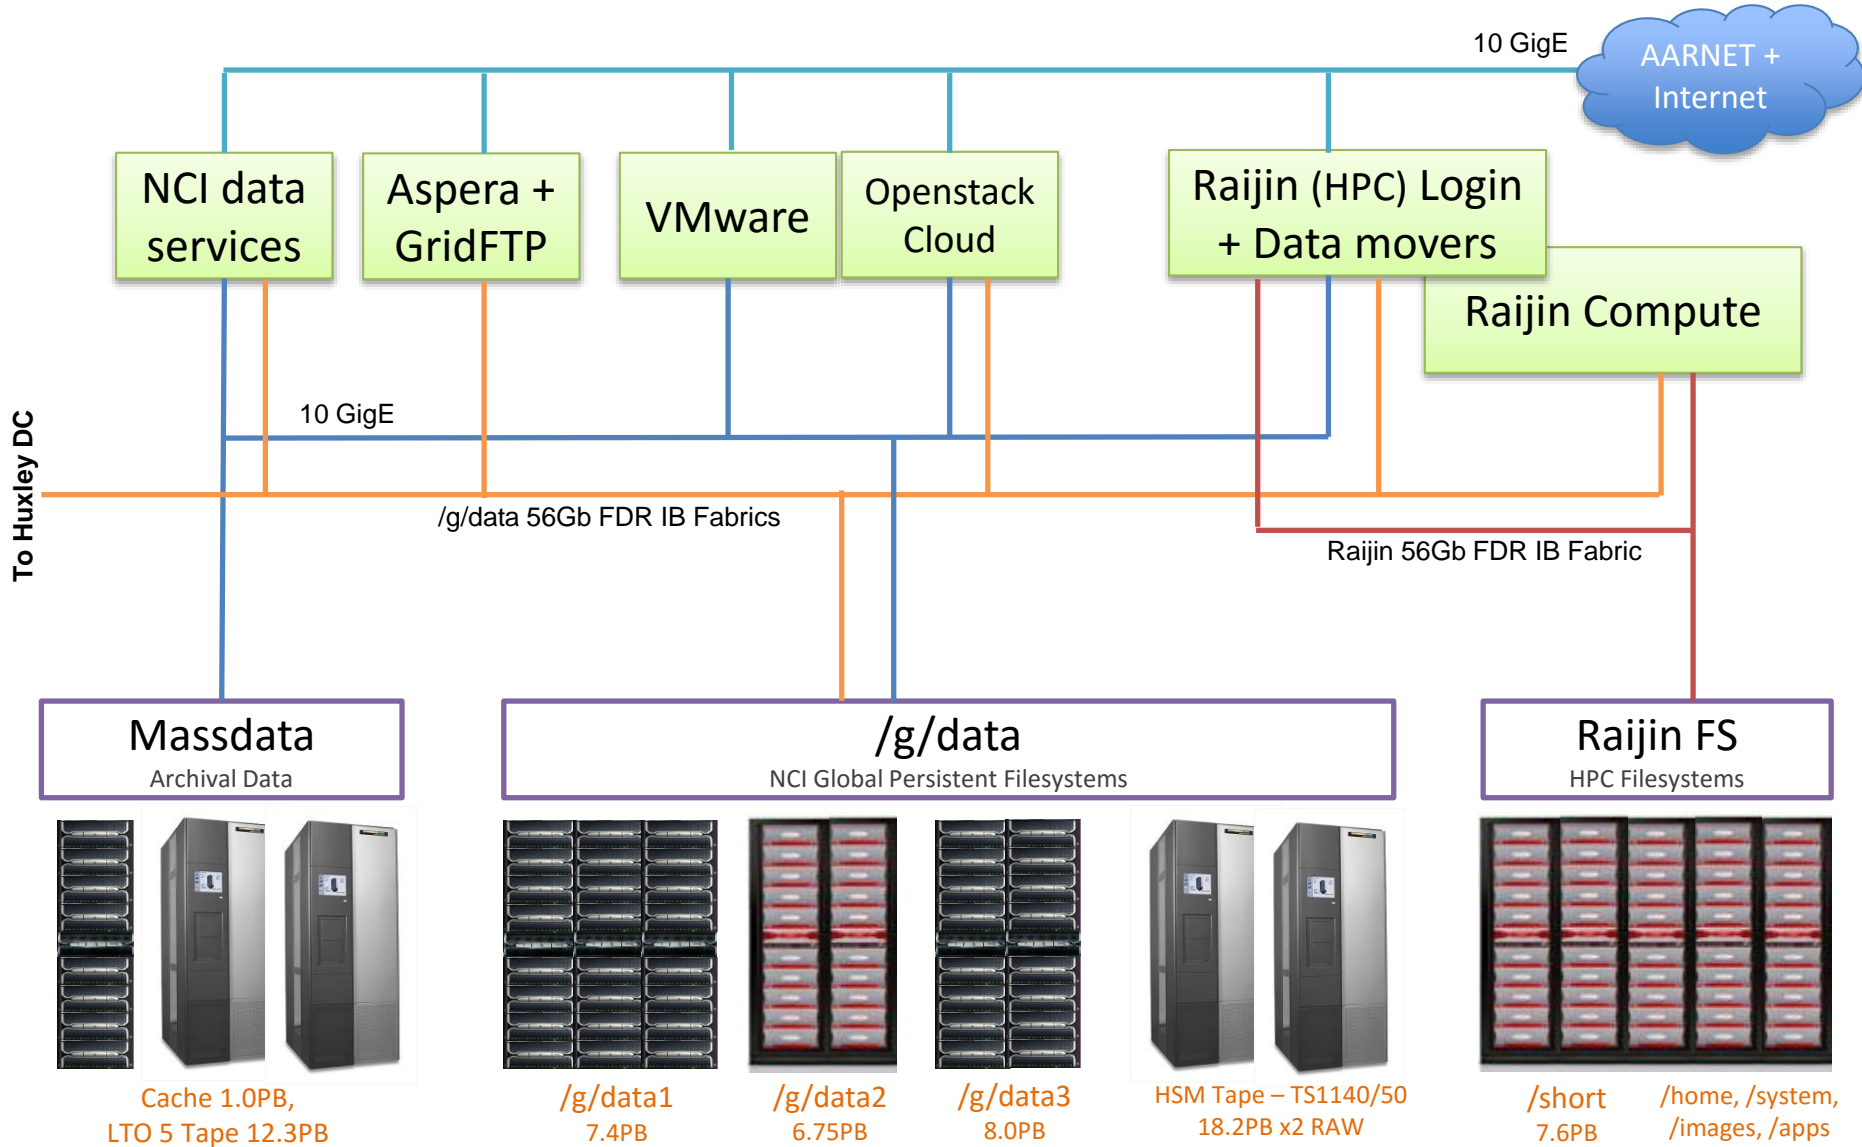 10 GigE
AARNET +
Internet
NCI data
services
Aspera +
GridFTP
VMware
Openstack
Cloud
Raijin (HPC) Login
+ Data movers
Raijin Compute
10 GigE
To Huxley DC
/g/data 56Gb FDR IB Fabrics
Raijin 56Gb FDR IB Fabric
Massdata
Archival Data
/g/data
NCI Global Persistent Filesystems
Raijin FS
HPC Filesystems
Cache 1.0PB,
LTO 5 Tape 12.3PB
/g/data1
7.4PB
/g/data2
6.75PB
/g/data3
8.0PB
HSM Tape – TS1140/50
18.2PB x2 RAW
/short
7.6PB
/home, /system,
/images, /apps